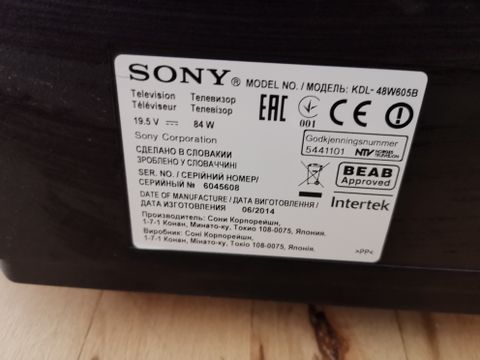 SONY® MODEL NO. / МОДЕЛЬ: KDL- 48W605B
Television Телевизор
Téléviseur Телевізор
19.5 V ⎓ 84 W
Sony Corporation
EAC 001 CE
Godkjenningsnummer
5441101 NTV
СДЕЛАНО В СЛОВАКИИ
ЗРОБЛЕНО У СЛОВАЧЧИНІ
SER. NO. / СЕРІЙНИЙ НОМЕР/
СЕРИЙНЫЙ № 6045608
BEAB
Approved
Intertek
DATE OF MANUFACTURE / ДАТА ВИГОТОВЛЕННЯ /
ДАТА ИЗГОТОВЛЕНИЯ 06/2014
Производитель: Сони Корпорейшн,
1-7-1 Конан, Минато-ку, Токио 108-0075, Япония.
Виробник: Соні Корпорейшн,
1-7-1 Конан, Мінато-ку, Токіо 108-0075, Японія.
>PP<